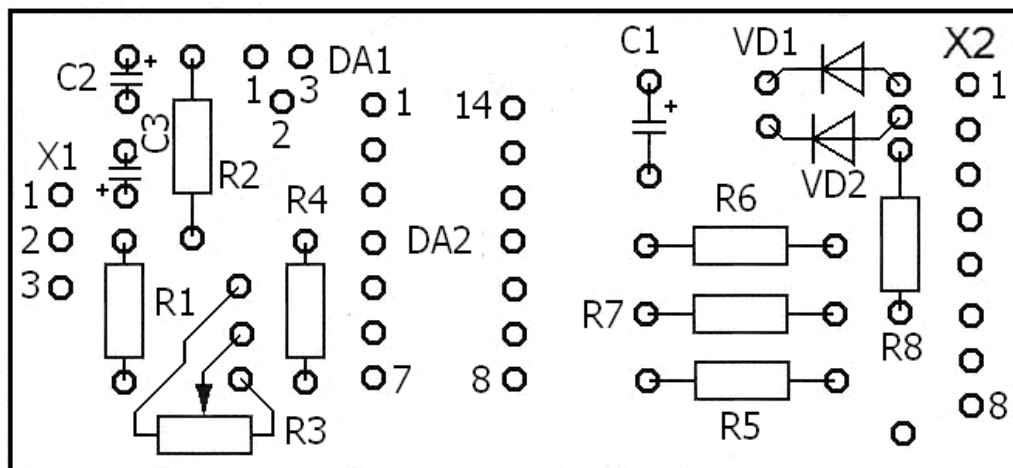 C1 VD1 X2
C2 + 1 3 DA1 1 14 + 1
2
C3
X1 + R2 VD2
1 R4 R6
2 DA2
3 R1 R7
R8
7 8 R5 8
R3